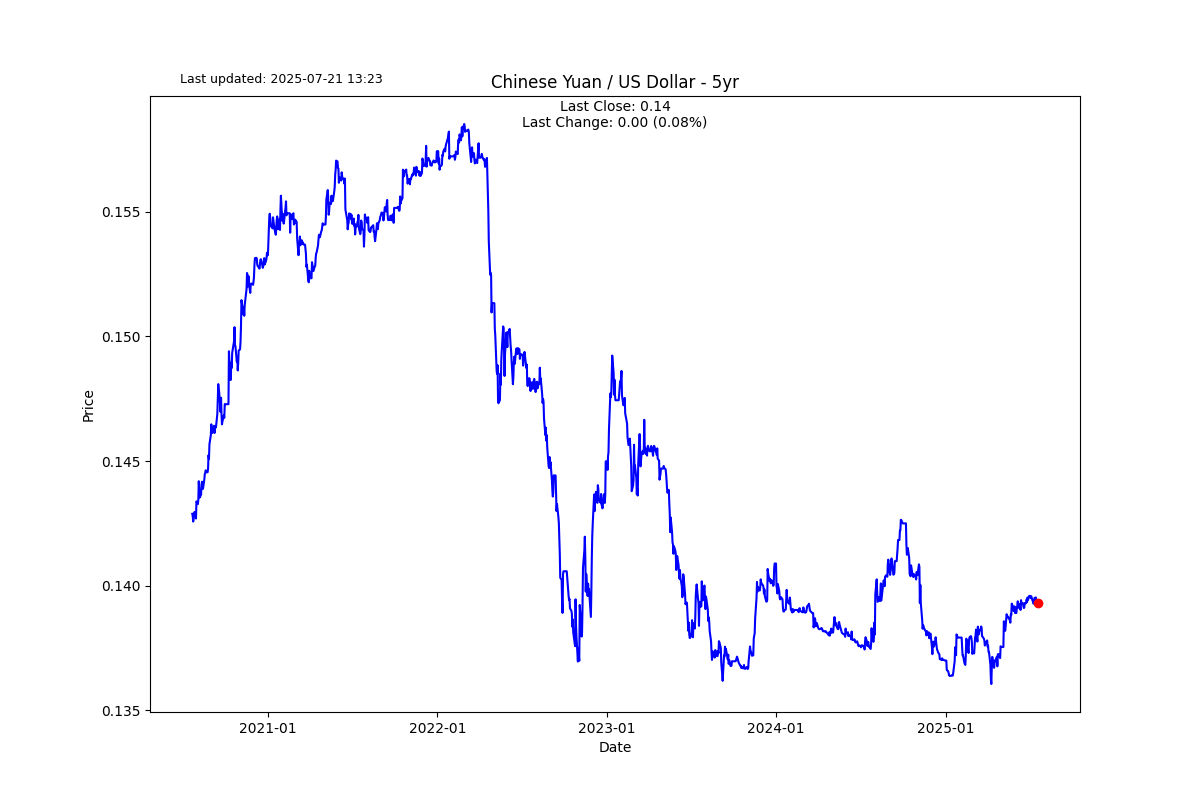 Last updated: 2025-07-21 13:23
Chinese Yuan / US Dollar - 5yr
Last Close: 0.14
Last Change: 0.00 (0.08%)
0.155
0.150
0.145
0.140
0.135
Price
2021-01
2022-01
2023-01
2024-01
2025-01
Date